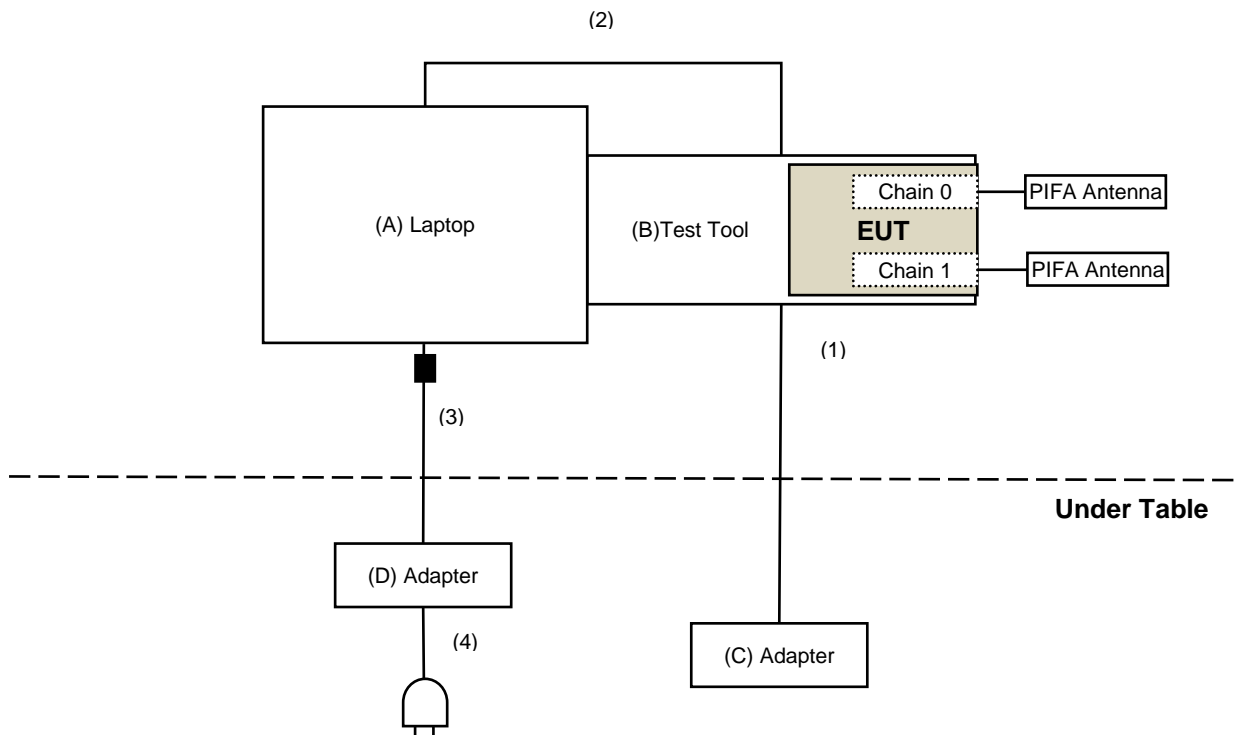 (2)
(A) Laptop
(B)Test Tool
Chain 0
EUT
Chain 1
PIFA Antenna
PIFA Antenna
(1)
(3)
Under Table
(D) Adapter
(4)
(C) Adapter